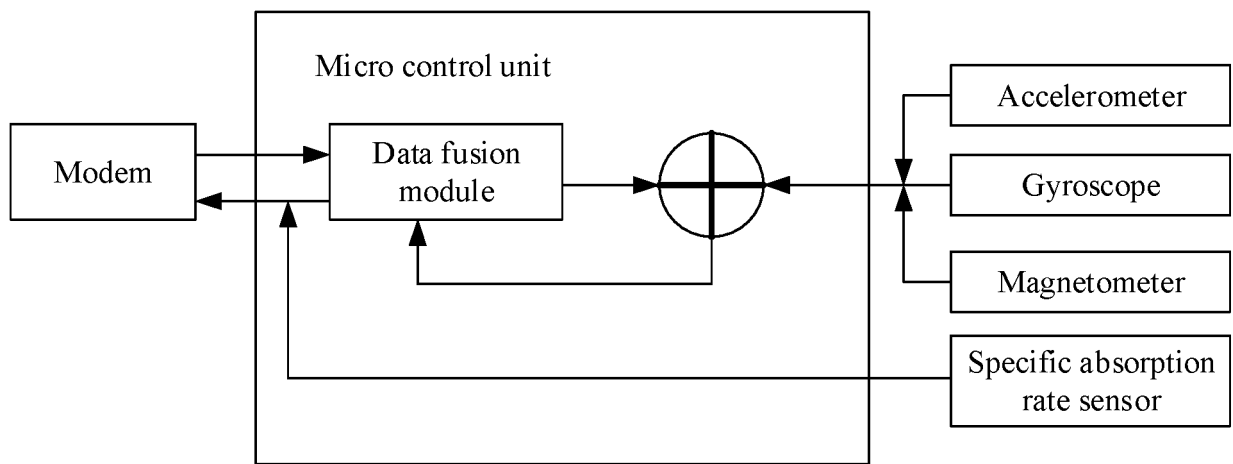 Micro control unit
Modem
Data fusion
module
Accelerometer
Gyroscope
Magnetometer
Specific absorption
rate sensor